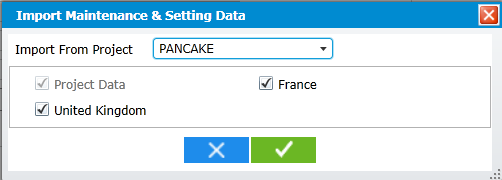 Import Maintenance & Setting Data
Import From Project PANCAKE
Project Data France
United Kingdom